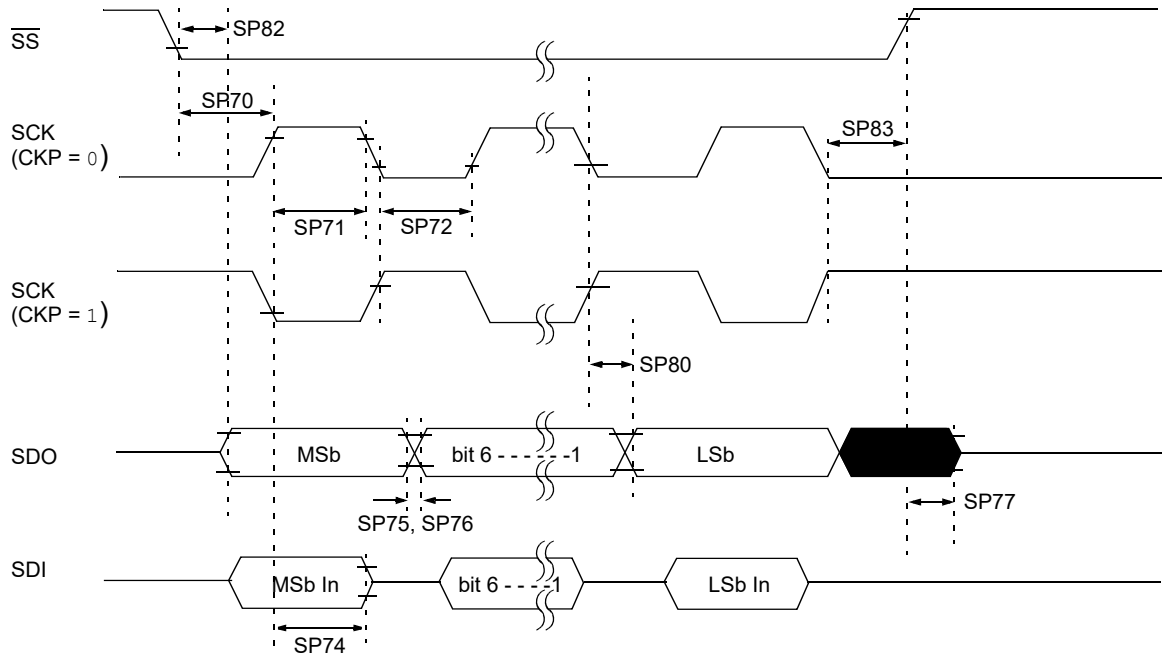 SS
SP82
SP70
SCK
(CKP = 0)
SP83
SP71
SP72
SCK
(CKP = 1)
SP80
SDO
MSb
bit 6 - - - - - -1
LSb
SP75, SP76
SP77
SDI
MSb In
bit 6 - - - - -1
LSb In
SP74